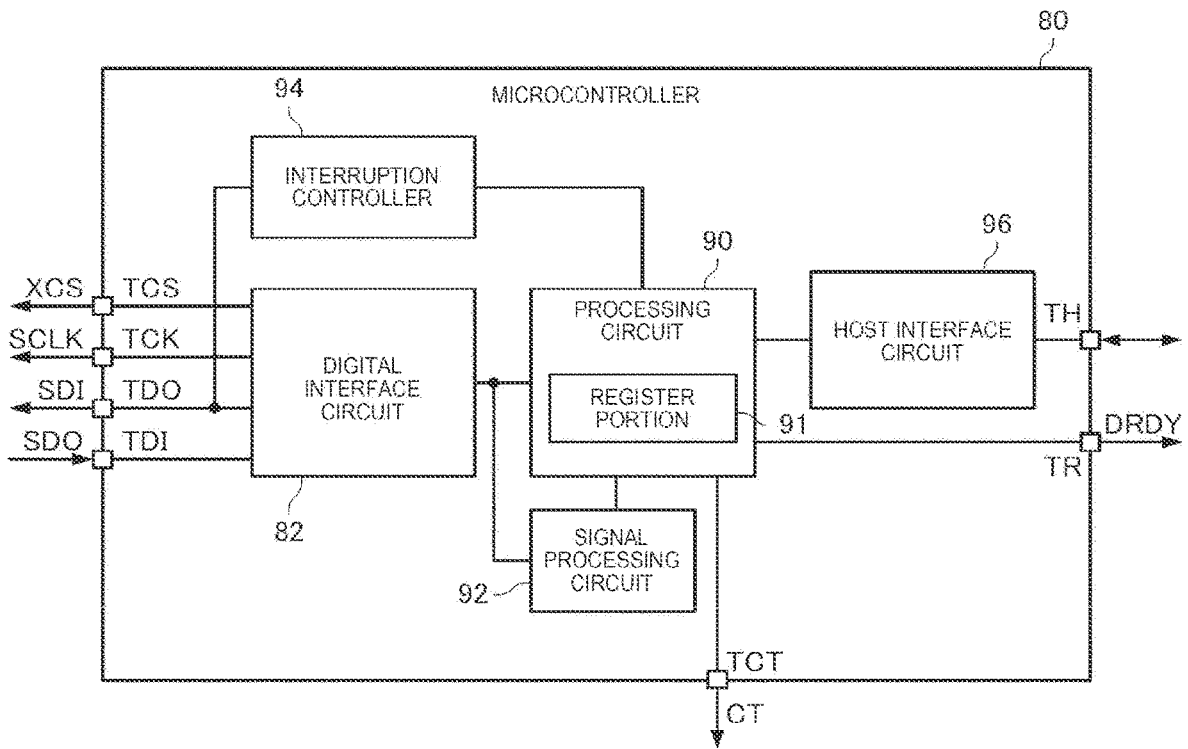 80
MICROCONTROLLER
94
INTERRUPTION
CONTROLLER
90
96
XCS TCS
SCLK TCK
SDI TDO
SDO TDI
DIGITAL
INTERFACE
CIRCUIT
82
PROCESSING
CIRCUIT
REGISTER
PORTION
91
HOST INTERFACE
CIRCUIT
TH
DRDY
TR
SIGNAL
PROCESSING
CIRCUIT
92
TCT
CT